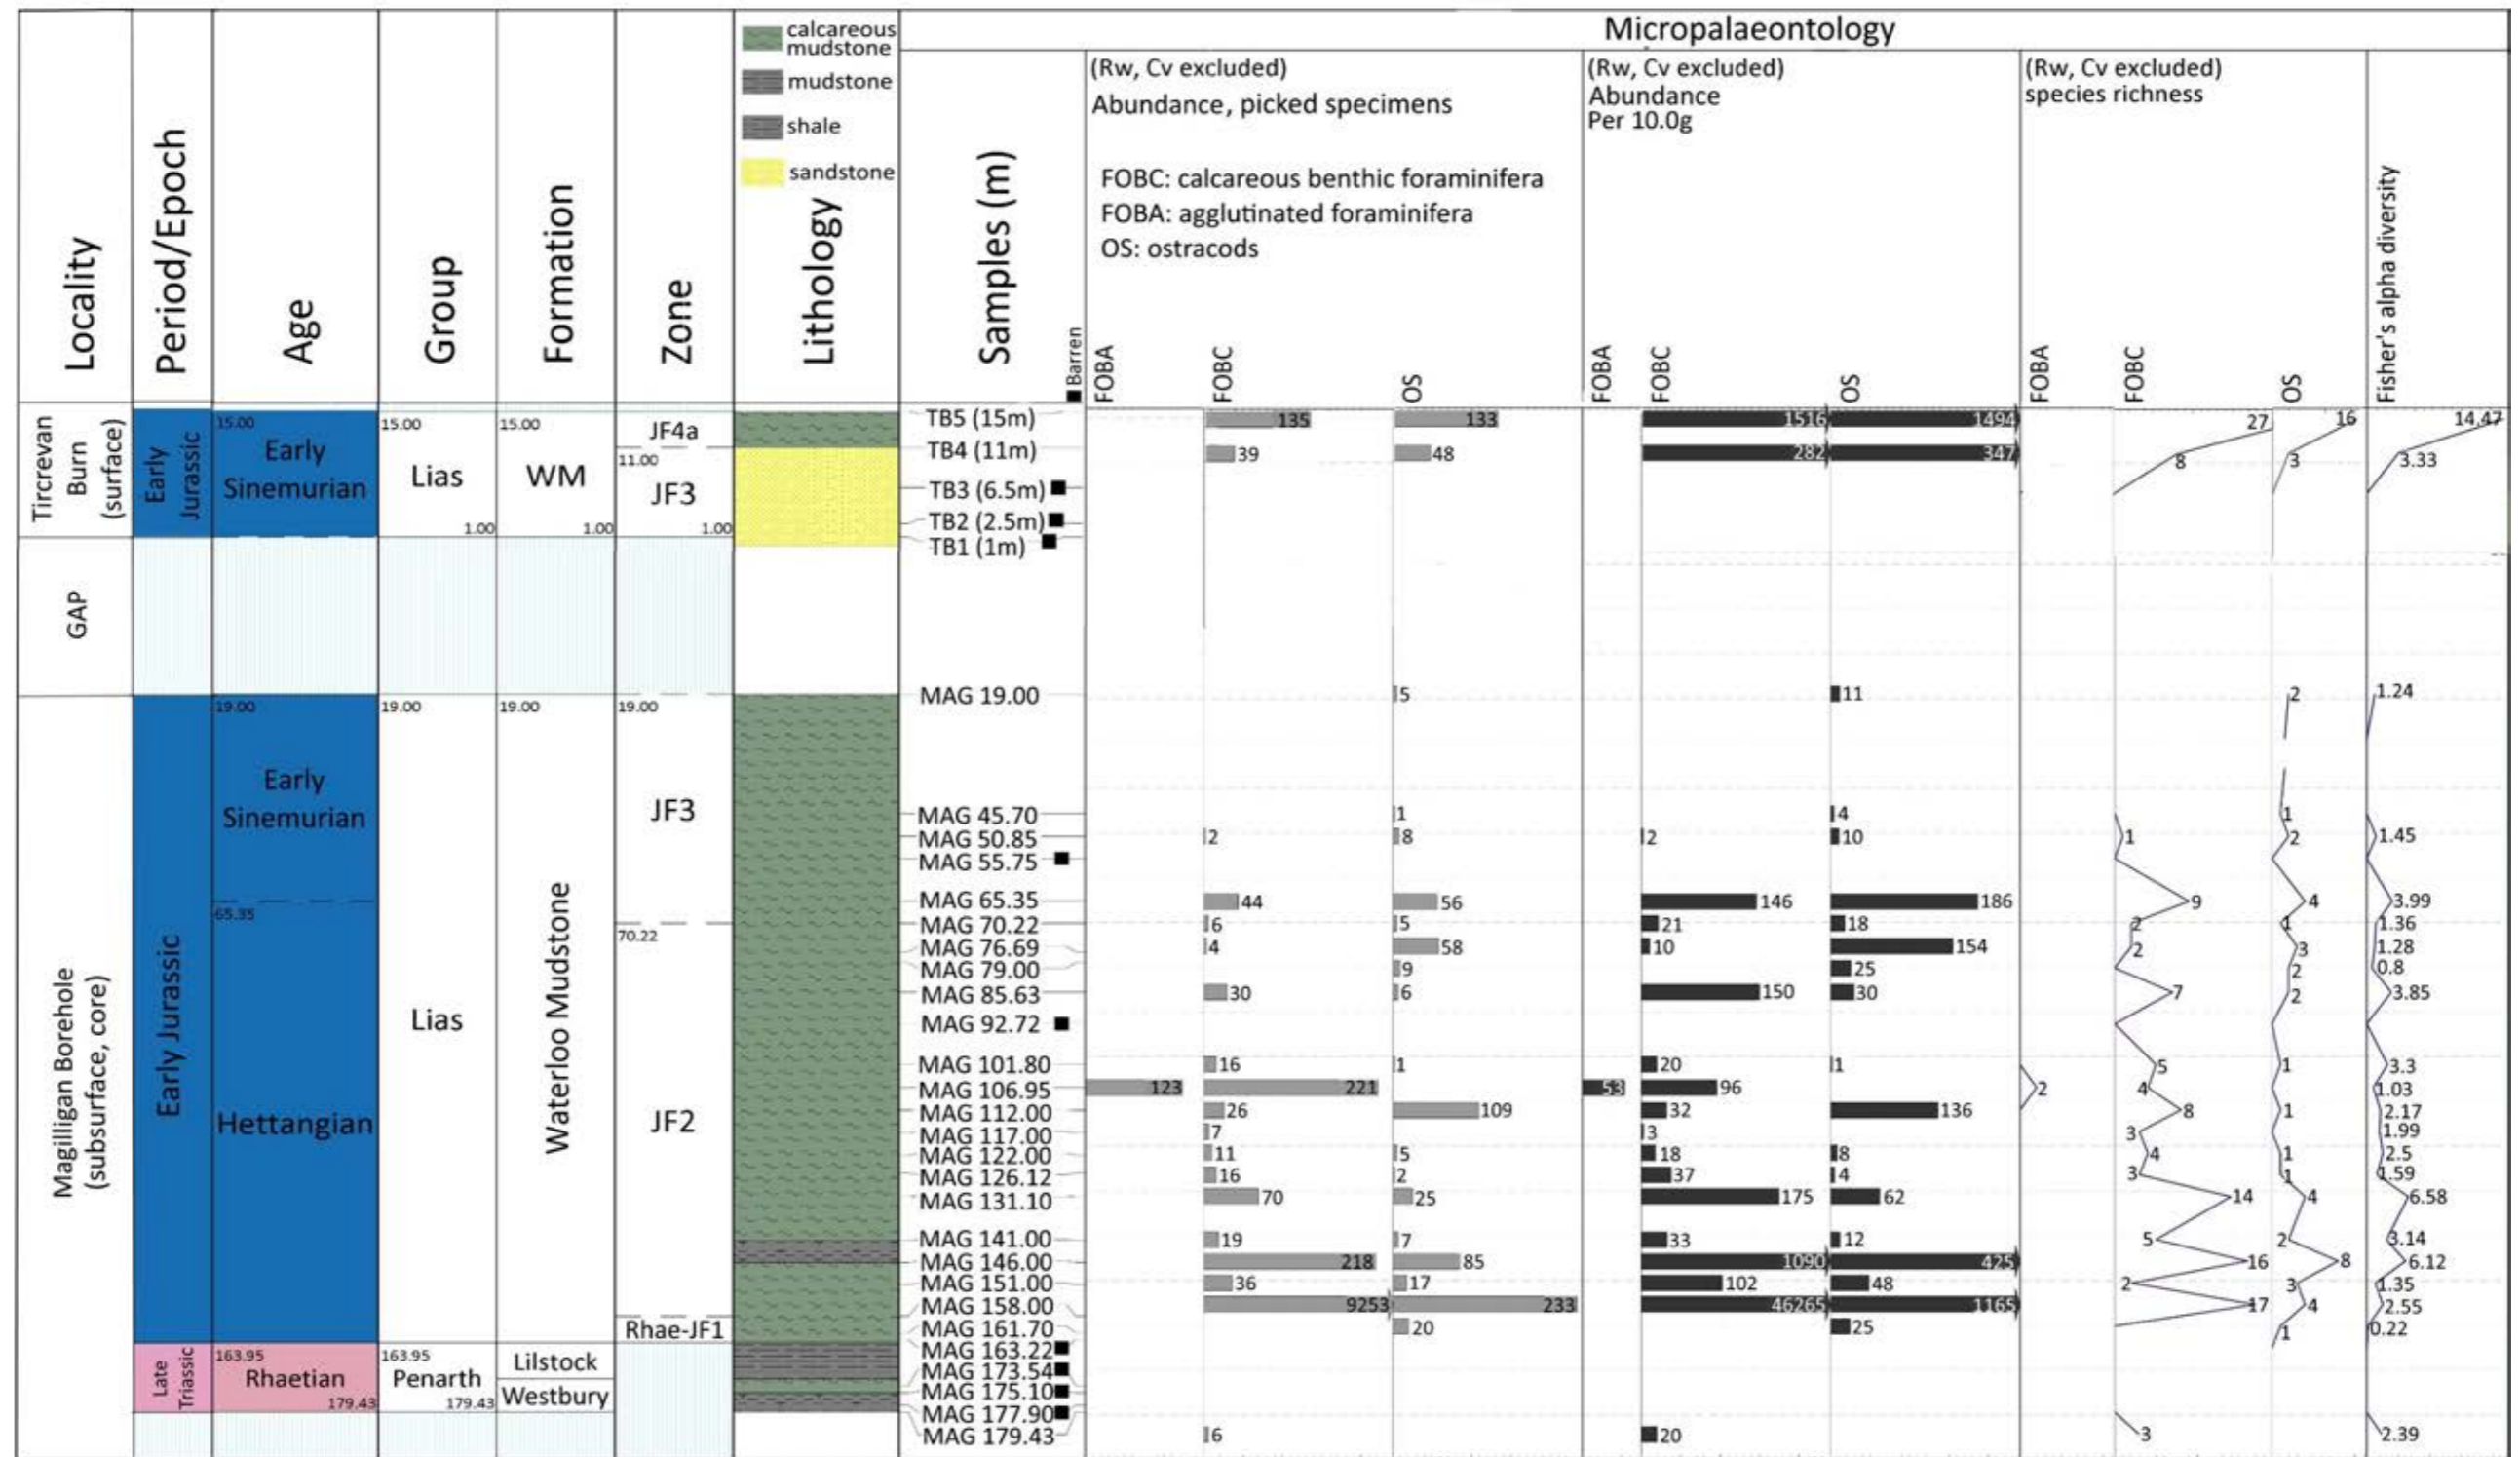 Micropalaeontology
calcareous
mudstone
mudstone
shale
sandstone
(Rw, Cv excluded)
Abundance, picked specimens
FOBC: calcareous benthic foraminifera
FOBA: agglutinated foraminifera
OS: ostracods
(Rw, Cv excluded)
Abundance
Per 10.0g
(Rw, Cv excluded)
species richness
Locality
Period/Epoch
Age
Group
Formation
Zone
Lithology
Samples (m)
Barren
FOBA
FOBC
OS
FOBA
FOBC
OS
FOBA
FOBC
OS
Fisher's alpha diversity
Tircrevan
Burn
(surface)
Early
Jurassic
15.00
Early
Sinemurian
15.00
Lias
1.00
15.00
WM
1.00
JF4a
11.00
JF3
1.00
TB5 (15m) 135 133 1516 1494 27 16 14.47
TB4 (11m) 39 48 282 347 8 3 3.33
TB3 (6.5m)
TB2 (2.5m)
TB1 (1m)
GAP
Magilligan Borehole
(subsurface, core)
Early Jurassic
19.00
Early
Sinemurian
65.35
Hettangian
19.00
Lias
19.00
Waterloo Mudstone
19.00
JF3
70.22
JF2
Rhae-JF1
MAG 19.00 5 11 2 1.24
MAG 45.70 1 4 1
MAG 50.85 2 8 2 10 1 2 1.45
MAG 55.75
MAG 65.35 44 56 146 186 9 4 3.99
MAG 70.22 6 5 21 18 2 1 1.36
MAG 76.69 4 58 10 154 2 3 1.28
MAG 79.00 9 25 2 0.8
MAG 85.63 30 6 150 30 7 2 3.85
MAG 92.72
MAG 101.80 16 1 20 1 5 1 3.3
MAG 106.95 123 221 53 96 2 4 1.03
MAG 112.00 26 109 32 136 8 1 2.17
MAG 117.00 7 3 3 1.99
MAG 122.00 11 5 18 8 4 1 2.5
MAG 126.12 16 2 37 4 3 1 1.59
MAG 131.10 70 25 175 62 14 4 6.58
MAG 141.00 19 7 33 12 5 2 3.14
MAG 146.00 218 85 1090 425 16 8 6.12
MAG 151.00 36 17 102 48 2 3 1.35
MAG 158.00 9253 233 46265 1165 17 4 2.55
MAG 161.70 20 25 1 0.22
MAG 163.22
MAG 173.54
MAG 175.10
MAG 177.90
MAG 179.43 6 20 3 2.39
Late
Triassic
163.95
Rhaetian
179.43
163.95
Penarth
179.43
Lilstock
Westbury